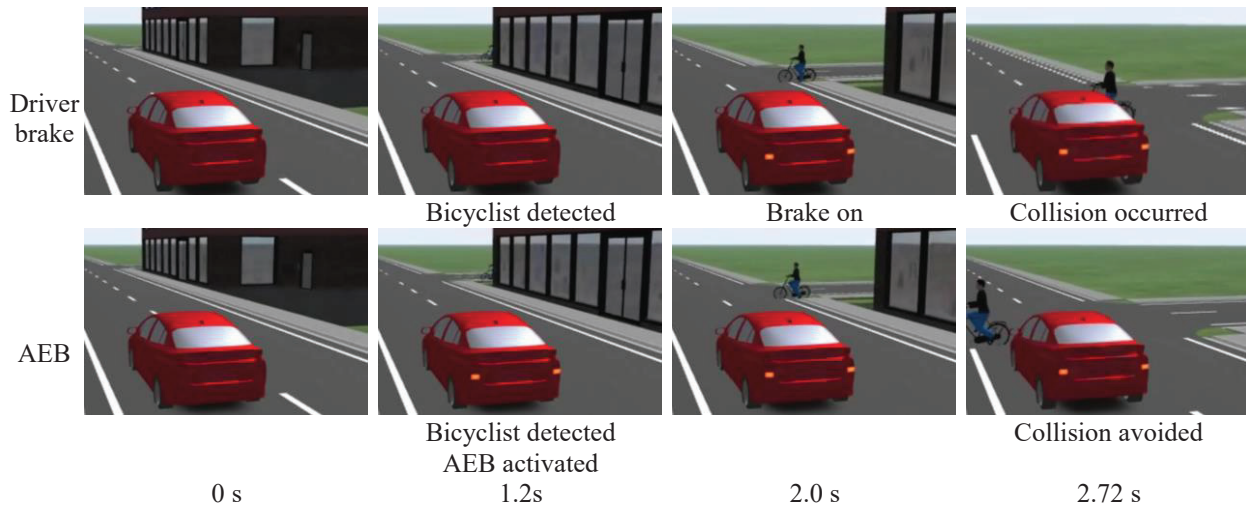 Driver
brake
Bicyclist detected
Brake on
Collision occurred
AEB
Bicyclist detected
AEB activated
Collision avoided
0 s
1.2s
2.0 s
2.72 s